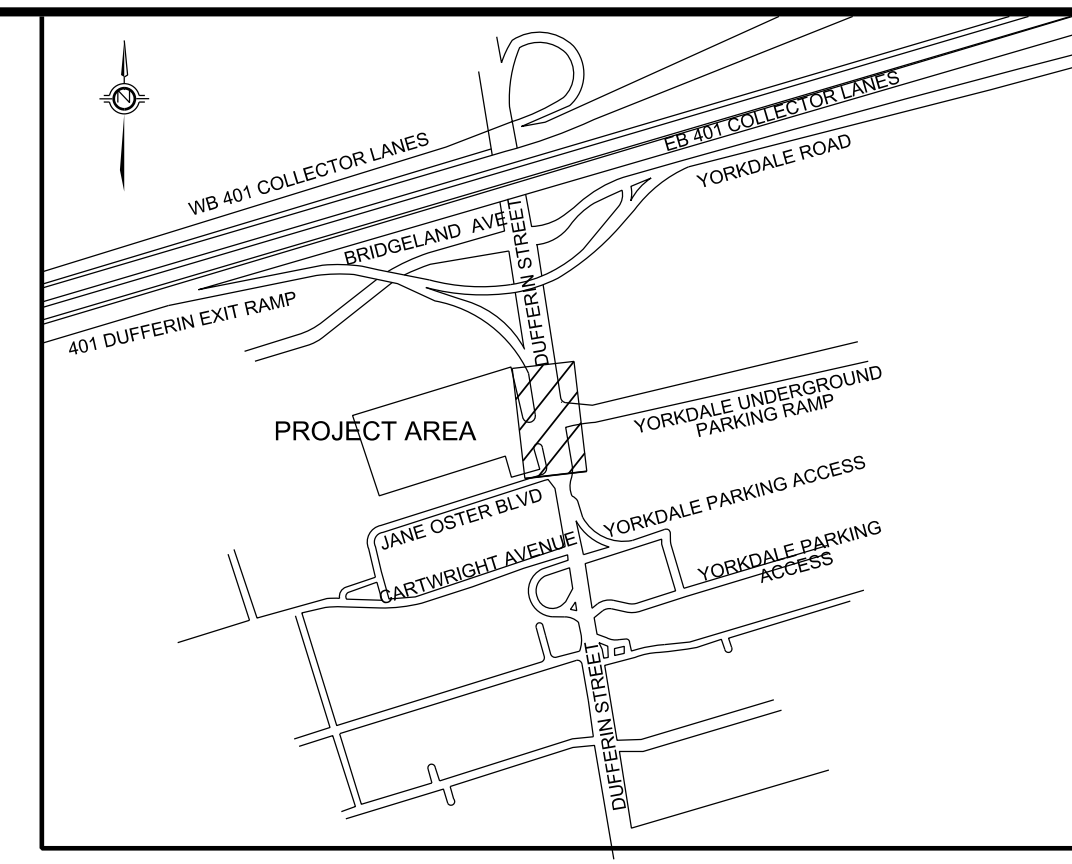 N
WB 401 COLLECTOR LANES
EB 401 COLLECTOR LANES
YORKDALE ROAD
BRIDGELAND AVE
DUFFERIN STREET
401 DUFFERIN EXIT RAMP
YORKDALE UNDERGROUND
PARKING RAMP
PROJECT AREA
YORKDALE PARKING ACCESS
JANE OSTER BLVD
CARTWRIGHT AVENUE
YORKDALE PARKING
ACCESS
DUFFERIN STREET